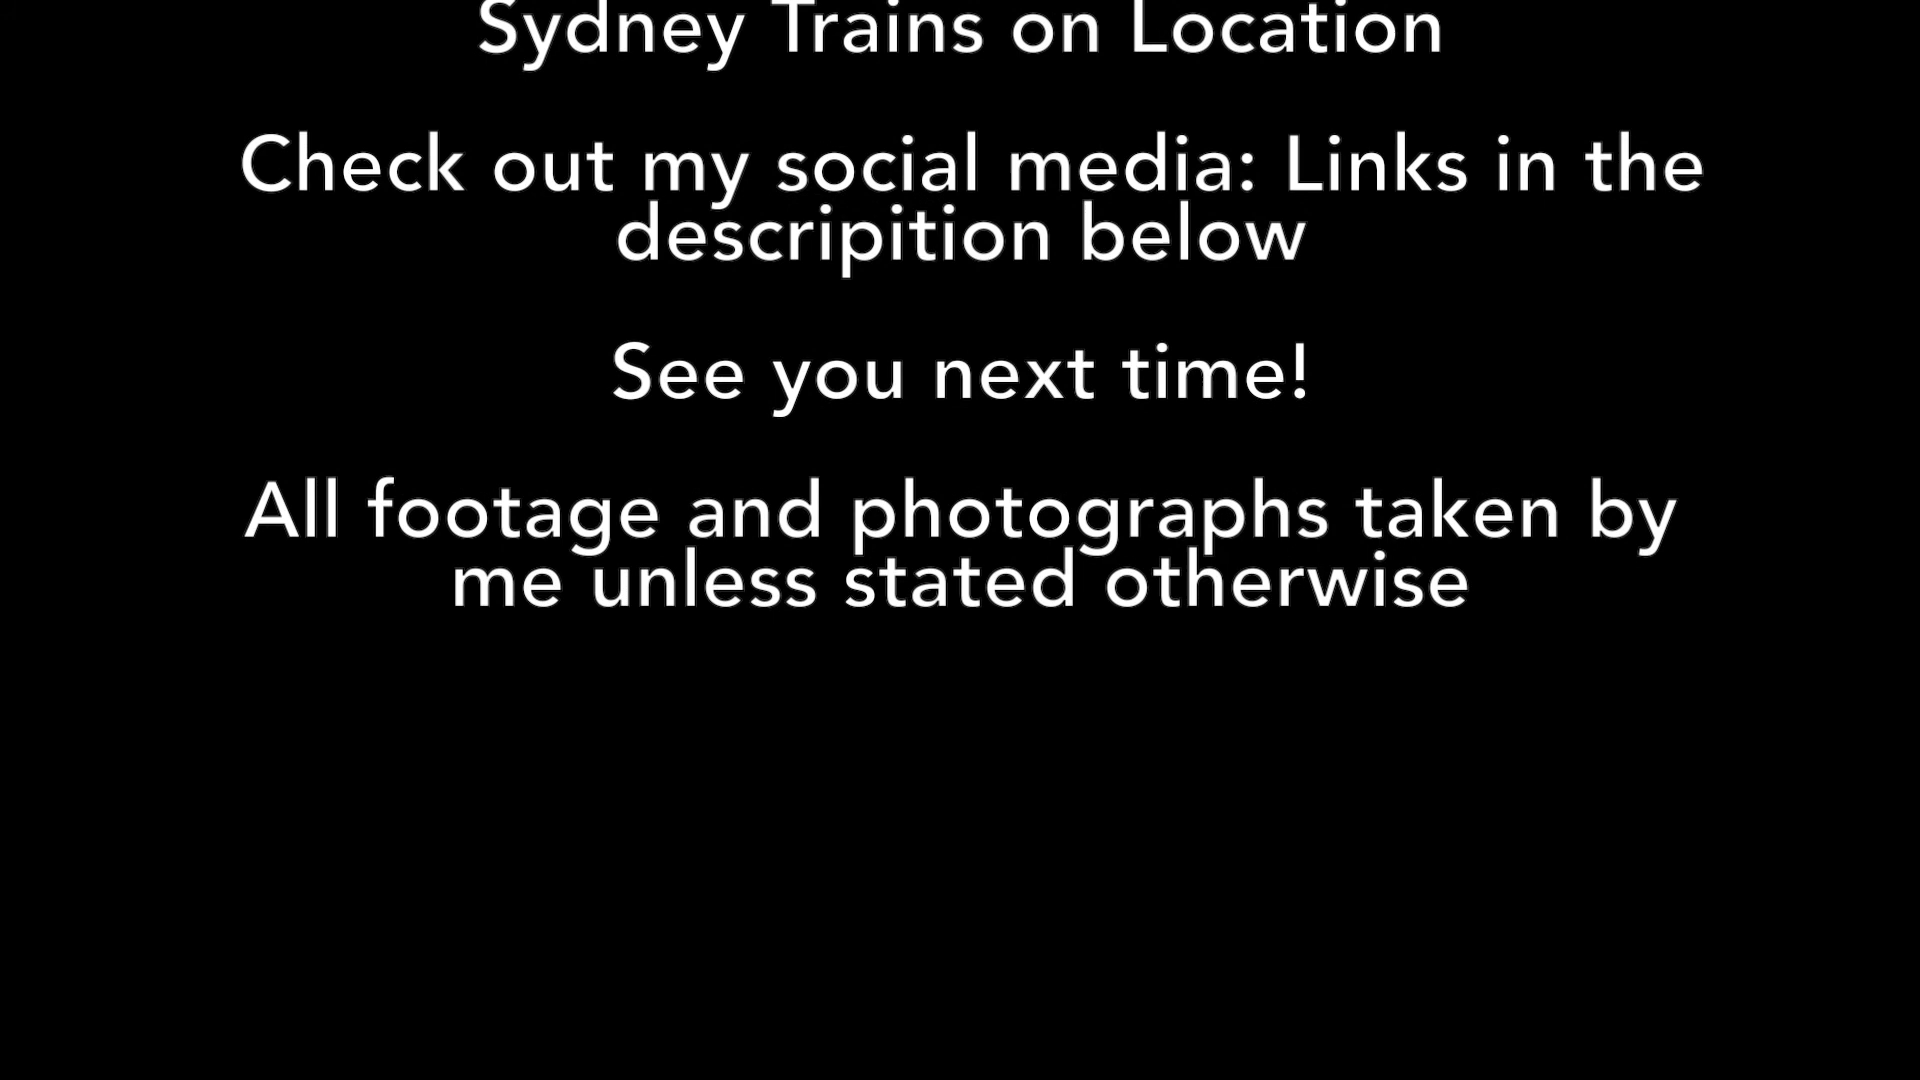 Sydney Trains on Location
Check out my social media: Links in the
descripition below
See you next time!
All footage and photographs taken by
me unless stated otherwise